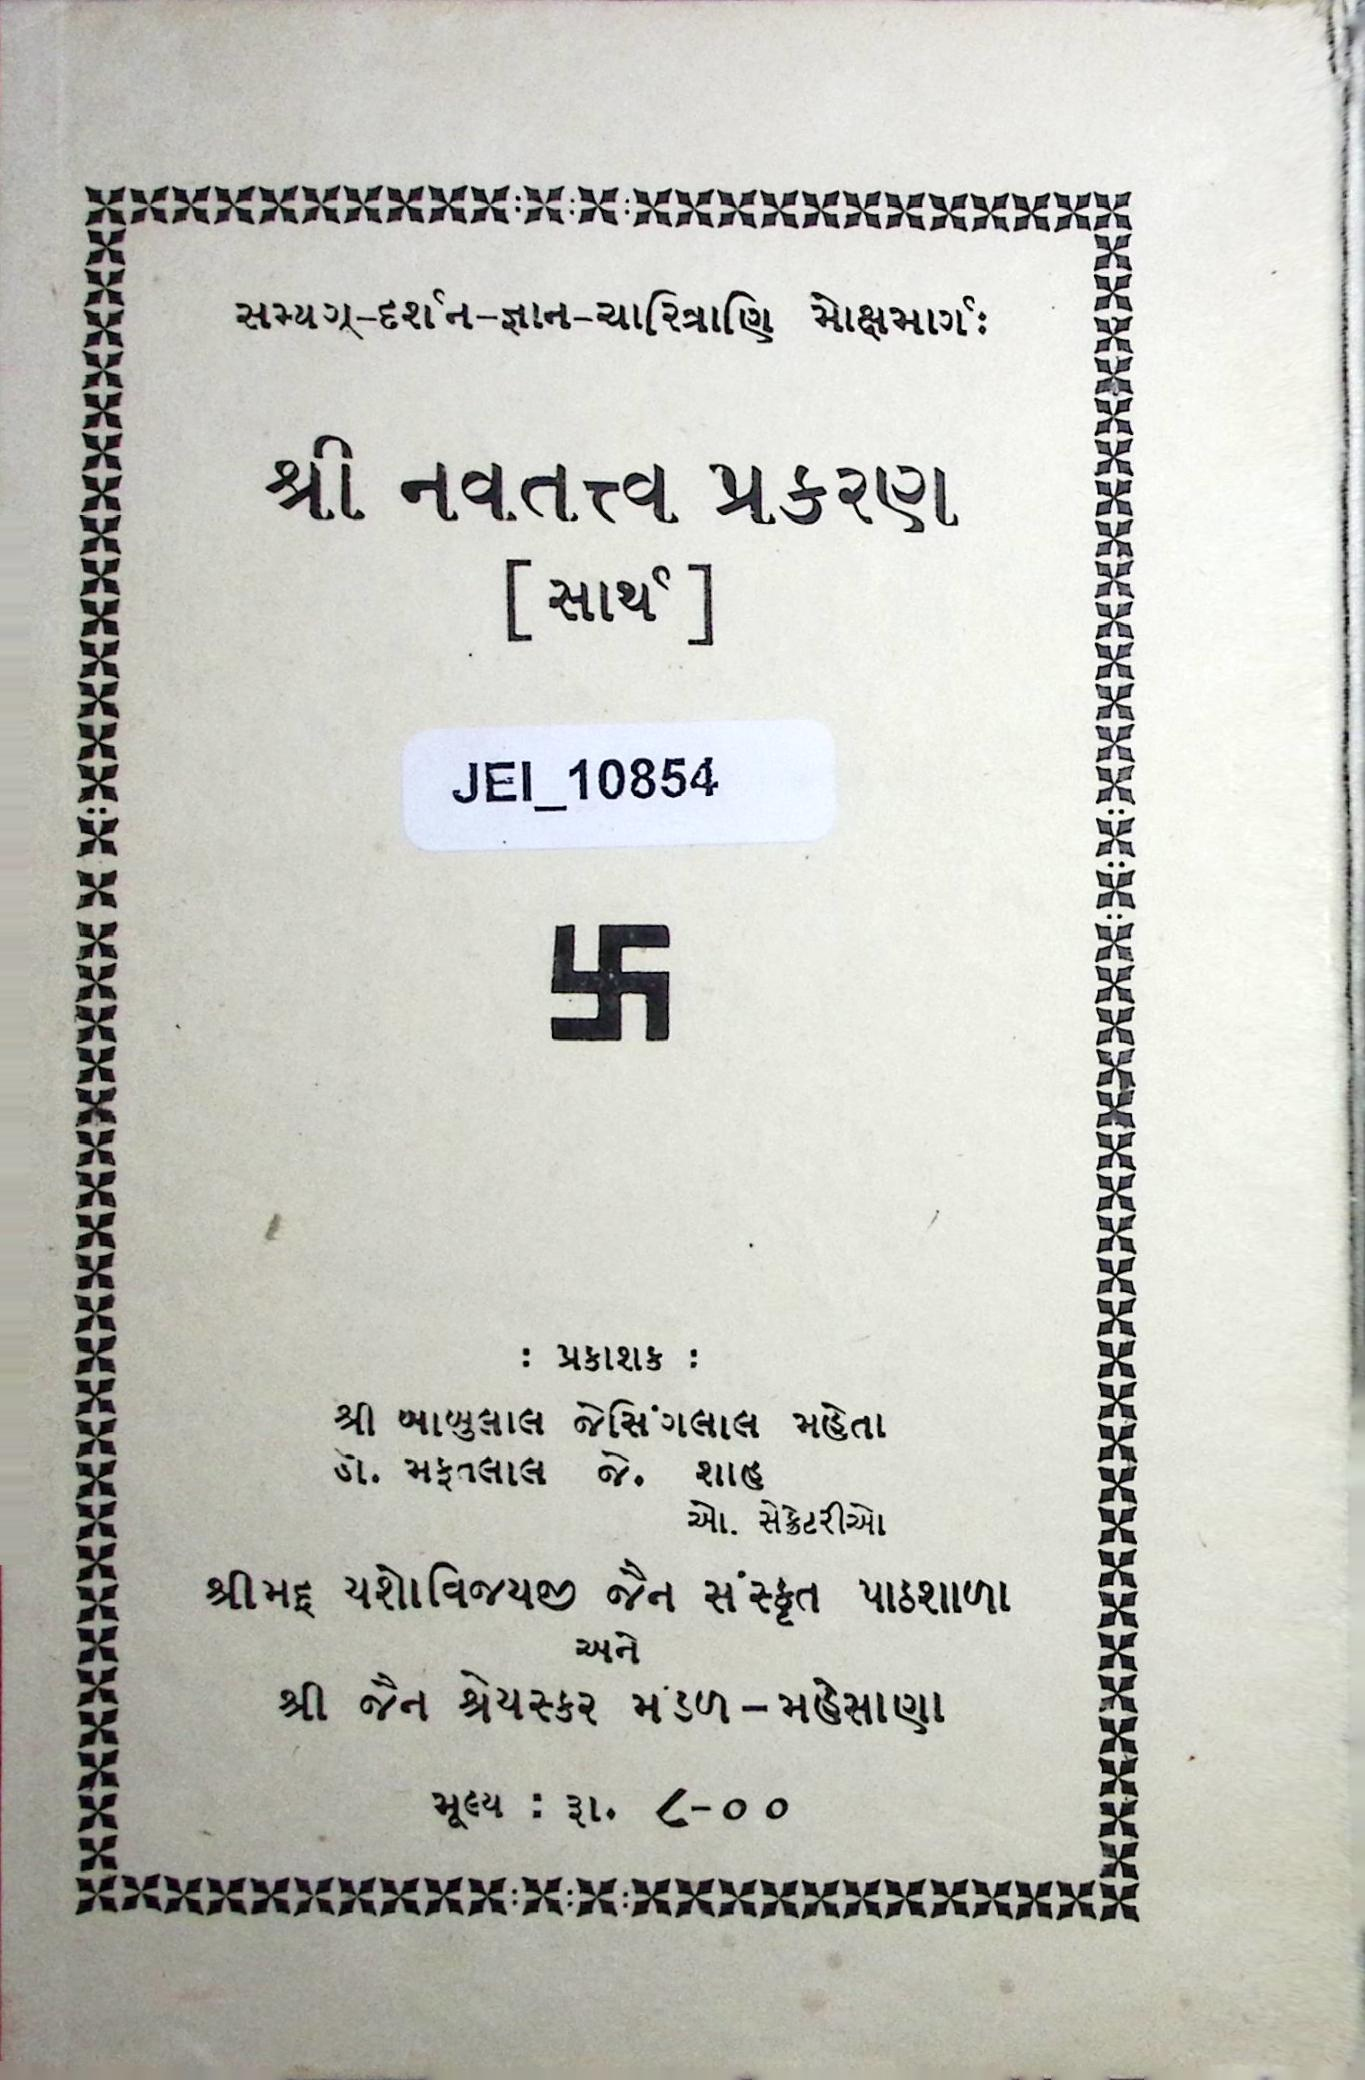 સમ્યગ્-દર્શન-જ્ઞાન-ચારિત્રાણિ મોક્ષમાર્ગઃ
શ્રી નવતત્ત્વ પ્રકરણ
[ સાર્થ ]
JEI_10854
: પ્રકાશક :
શ્રી બાબુલાલ જેસિંગલાલ મહેતા
ડૉ. મફતલાલ જે. શાહ
ઓ. સેક્રેટરીઓ
શ્રીમદ્ યશોવિજયજી જૈન સંસ્કૃત પાઠશાળા
અને
શ્રી જૈન શ્રેયસ્કર મંડળ – મહેસાણા
મૂલ્ય : રૂા. ૮-૦૦